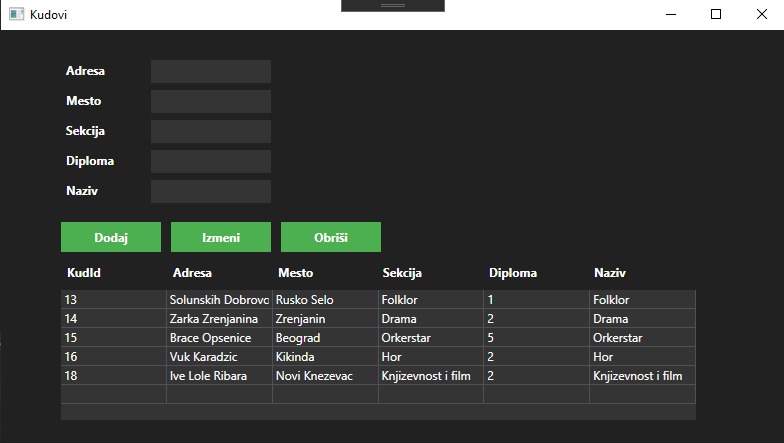 Kudovi
Adresa
Mesto
Sekcija
Diploma
Naziv
Dodaj Izmeni Obriši
KudId Adresa Mesto Sekcija Diploma Naziv
13 Solunskih Dobrovo Rusko Selo Folklor 1 Folklor
14 Zarka Zrenjanina Zrenjanin Drama 2 Drama
15 Brace Opsenice Beograd Orkerstar 5 Orkerstar
16 Vuk Karadzic Kikinda Hor 2 Hor
18 Ive Lole Ribara Novi Knezevac Knjizevnost i film 2 Knjizevnost i film